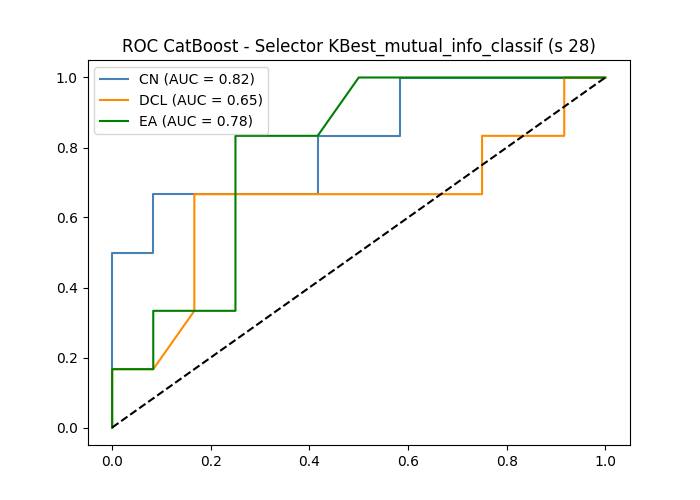 ROC CatBoost - Selector KBest_mutual_info_classif (s 28)
CN (AUC = 0.82)
DCL (AUC = 0.65)
EA (AUC = 0.78)
1.0
0.8
0.6
0.4
0.2
0.0
0.0 0.2 0.4 0.6 0.8 1.0